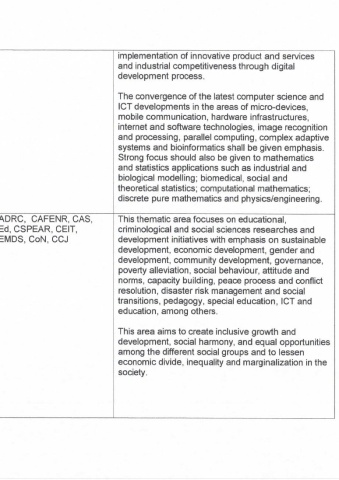 implementation of innovative product and services
and industrial competitiveness through digital
development process.
The convergence of the latest computer science and
ICT developments in the areas of micro-devices,
mobile communication, hardware infrastructures,
internet and software technologies, image recognition
and processing, parallel computing, complex adaptive
systems and bioinformatics shall be given emphasis.
Strong focus should also be given to mathematics
and statistics applications such as industrial and
biological modelling; biomedical, social and
theoretical statistics; computational mathematics;
discrete pure mathematics and physics/engineering.
ADRC, CAFENR, CAS,
Ed, CSPEAR, CEIT,
EMDS, CoN, CCJ
This thematic area focuses on educational,
criminological and social sciences researches and
development initiatives with emphasis on sustainable
development, economic development, gender and
development, community development, governance,
poverty alleviation, social behaviour, attitude and
norms, capacity building, peace process and conflict
resolution, disaster risk management and social
transitions, pedagogy, special education, ICT and
education, among others.
This area aims to create inclusive growth and
development, social harmony, and equal opportunities
among the different social groups and to lessen
economic divide, inequality and marginalization in the
society.